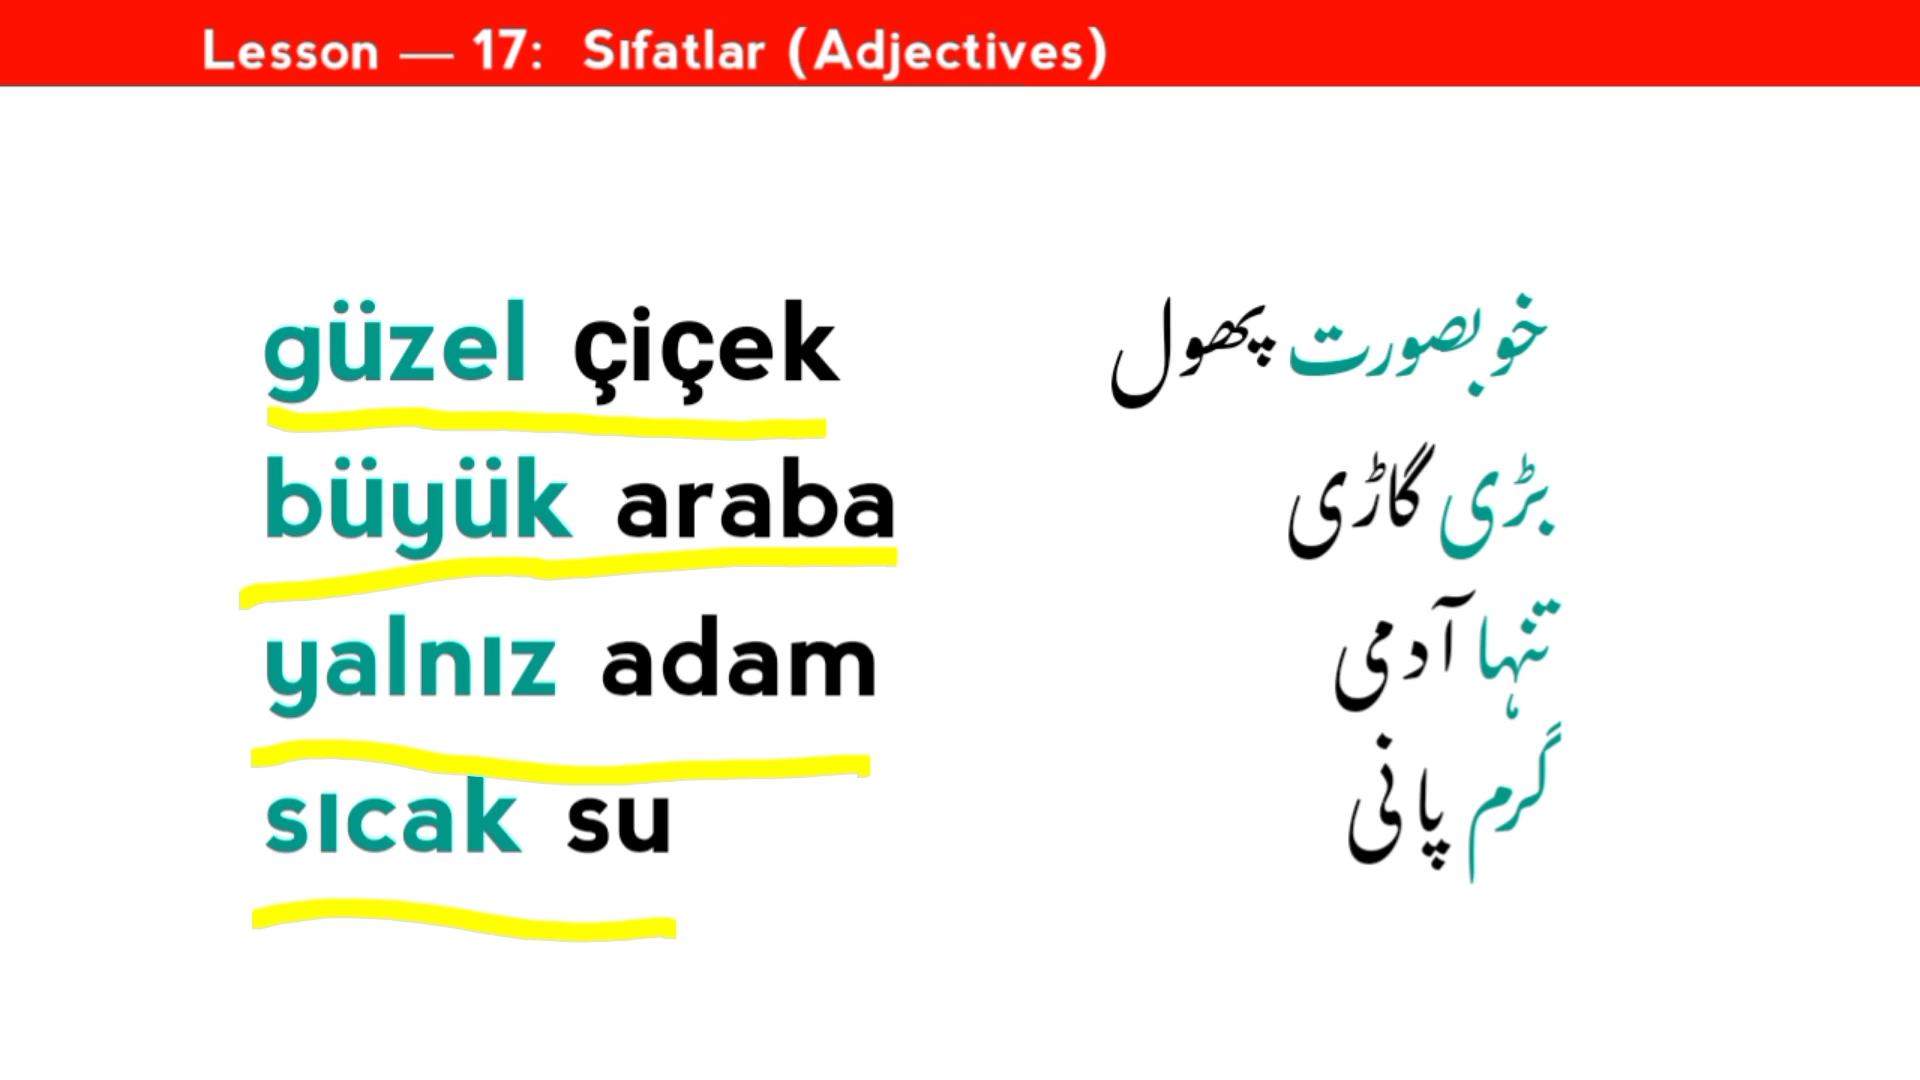 Lesson — 17: Sıfatlar (Adjectives)
güzel çiçek
خوبصورت پھول
büyük araba
بڑی گاڑی
yalnız adam
تنہا آدمی
sıcak su
گرم پانی